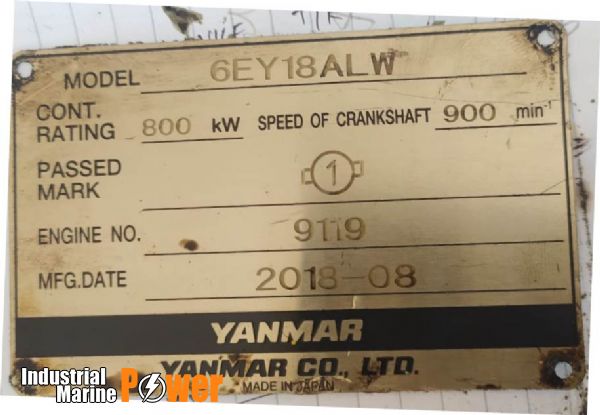 MODEL 6EY18ALW
CONT. RATING 800 kW SPEED OF CRANKSHAFT 900 min⁻¹
PASSED MARK 1
ENGINE NO. 9119
MFG.DATE 2018-08
YANMAR
YANMAR CO., LTD.
MADE IN JAPAN
Industrial Marine Power